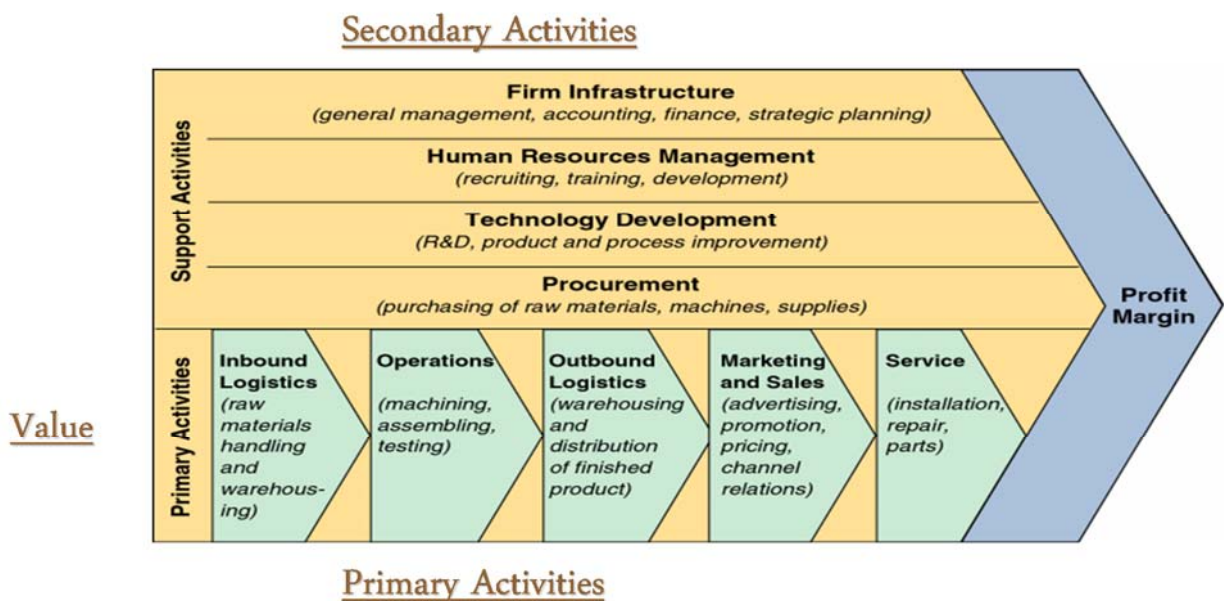 Secondary Activities
Support Activities
Firm Infrastructure
(general management, accounting, finance, strategic planning)
Human Resources Management
(recruiting, training, development)
Technology Development
(R&D, product and process improvement)
Procurement
(purchasing of raw materials, machines, supplies)
Profit
Margin
Value
Primary Activities
Inbound
Logistics
(raw
materials
handling
and
warehous-
ing)
Operations
(machining,
assembling,
testing)
Outbound
Logistics
(warehousing
and
distribution
of finished
product)
Marketing
and Sales
(advertising,
promotion,
pricing,
channel
relations)
Service
(installation,
repair,
parts)
Primary Activities